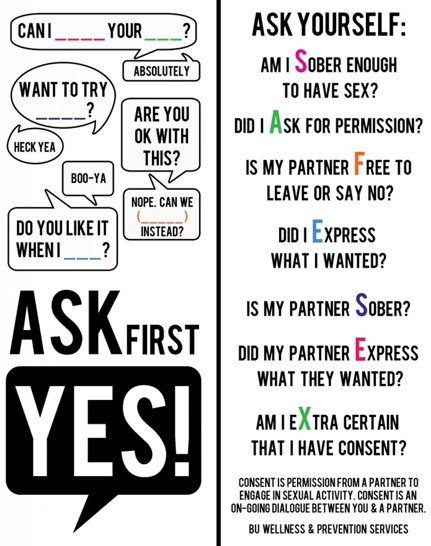 CAN I ____ YOUR ___?
ABSOLUTELY
WANT TO TRY
____?
HECK YEA
ARE YOU
OK WITH
THIS?
BOO-YA
NOPE. CAN WE
(_____)
INSTEAD?
DO YOU LIKE IT
WHEN I ___?
ASK FIRST
YES!
ASK YOURSELF:
AM I SOBER ENOUGH
TO HAVE SEX?
DID I ASK FOR PERMISSION?
IS MY PARTNER FREE TO
LEAVE OR SAY NO?
DID I EXPRESS
WHAT I WANTED?
IS MY PARTNER SOBER?
DID MY PARTNER EXPRESS
WHAT THEY WANTED?
AM I EXTRA CERTAIN
THAT I HAVE CONSENT?
CONSENT IS PERMISSION FROM A PARTNER TO
ENGAGE IN SEXUAL ACTIVITY. CONSENT IS AN
ON-GOING DIALOGUE BETWEEN YOU & A PARTNER.
BU WELLNESS & PREVENTION SERVICES